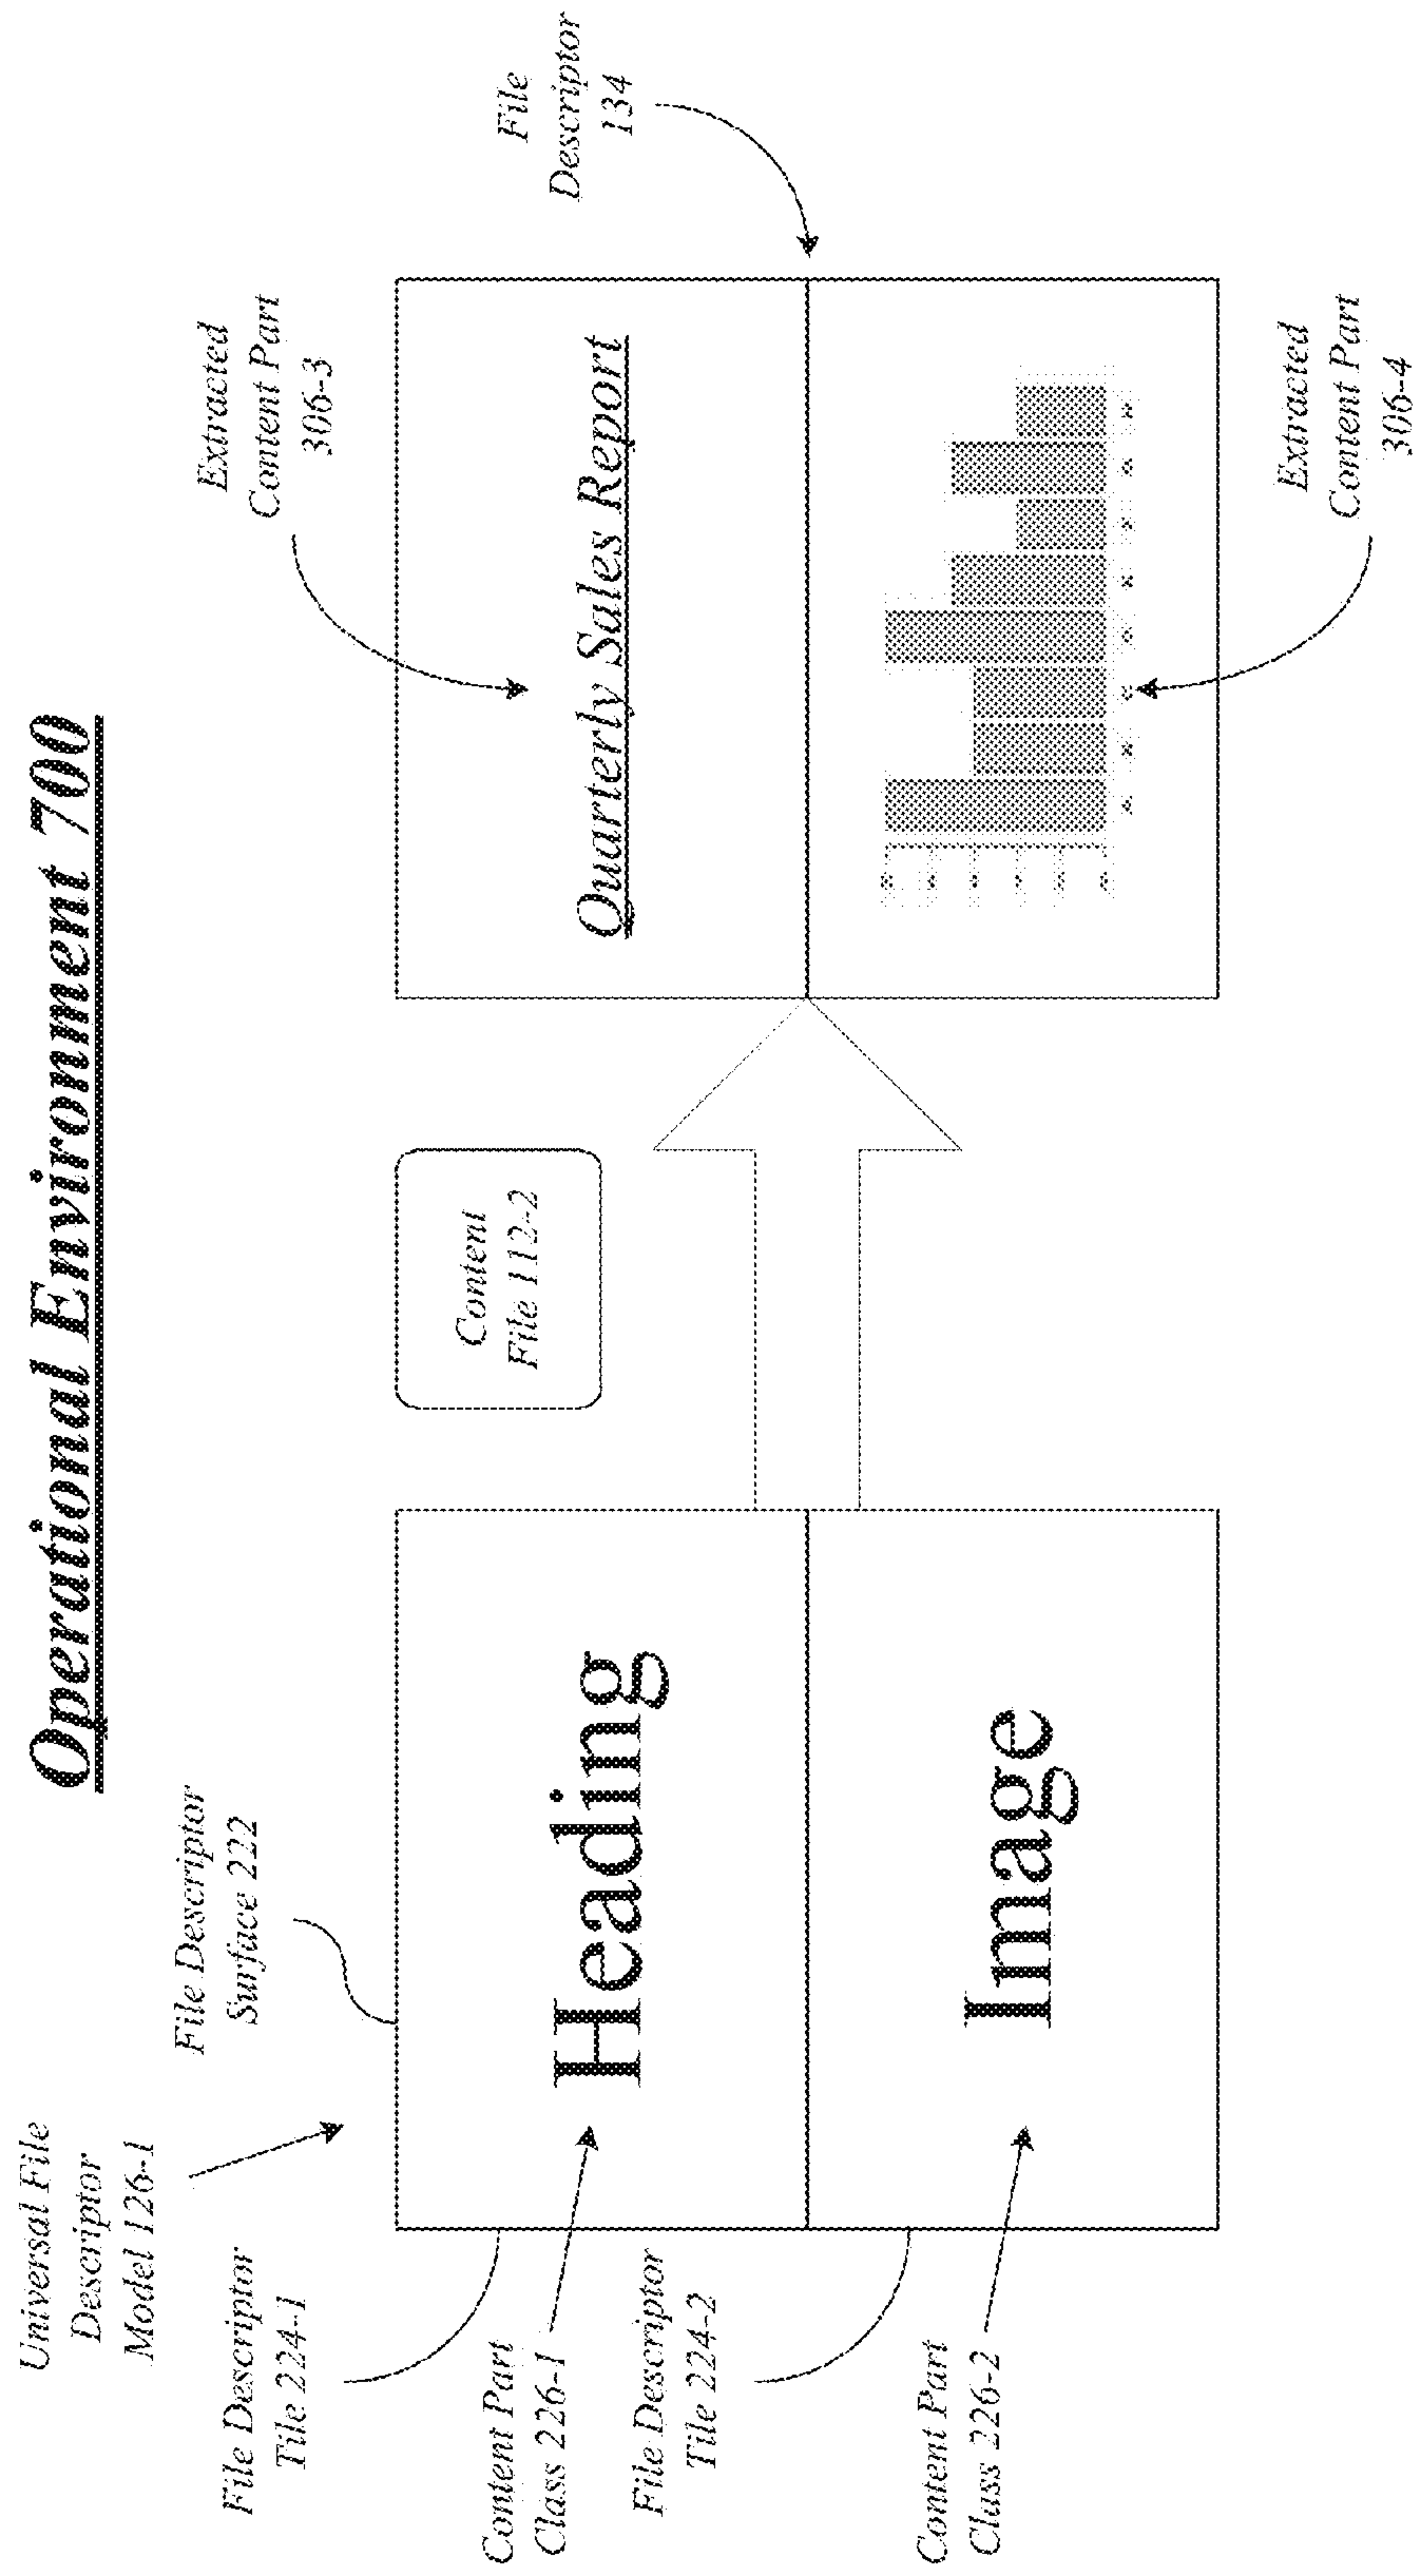 Operational Environment 700
Universal File
Descriptor
Model 126-1
File Descriptor
Surface 222
File Descriptor
Tile 224-1
Content Part
Class 226-1
File Descriptor
Tile 224-2
Content Part
Class 226-2
Heading
Image
Content
File 112-2
Extracted
Content Part
306-3
File
Descriptor
134
Quarterly Sales Report
Extracted
Content Part
306-4